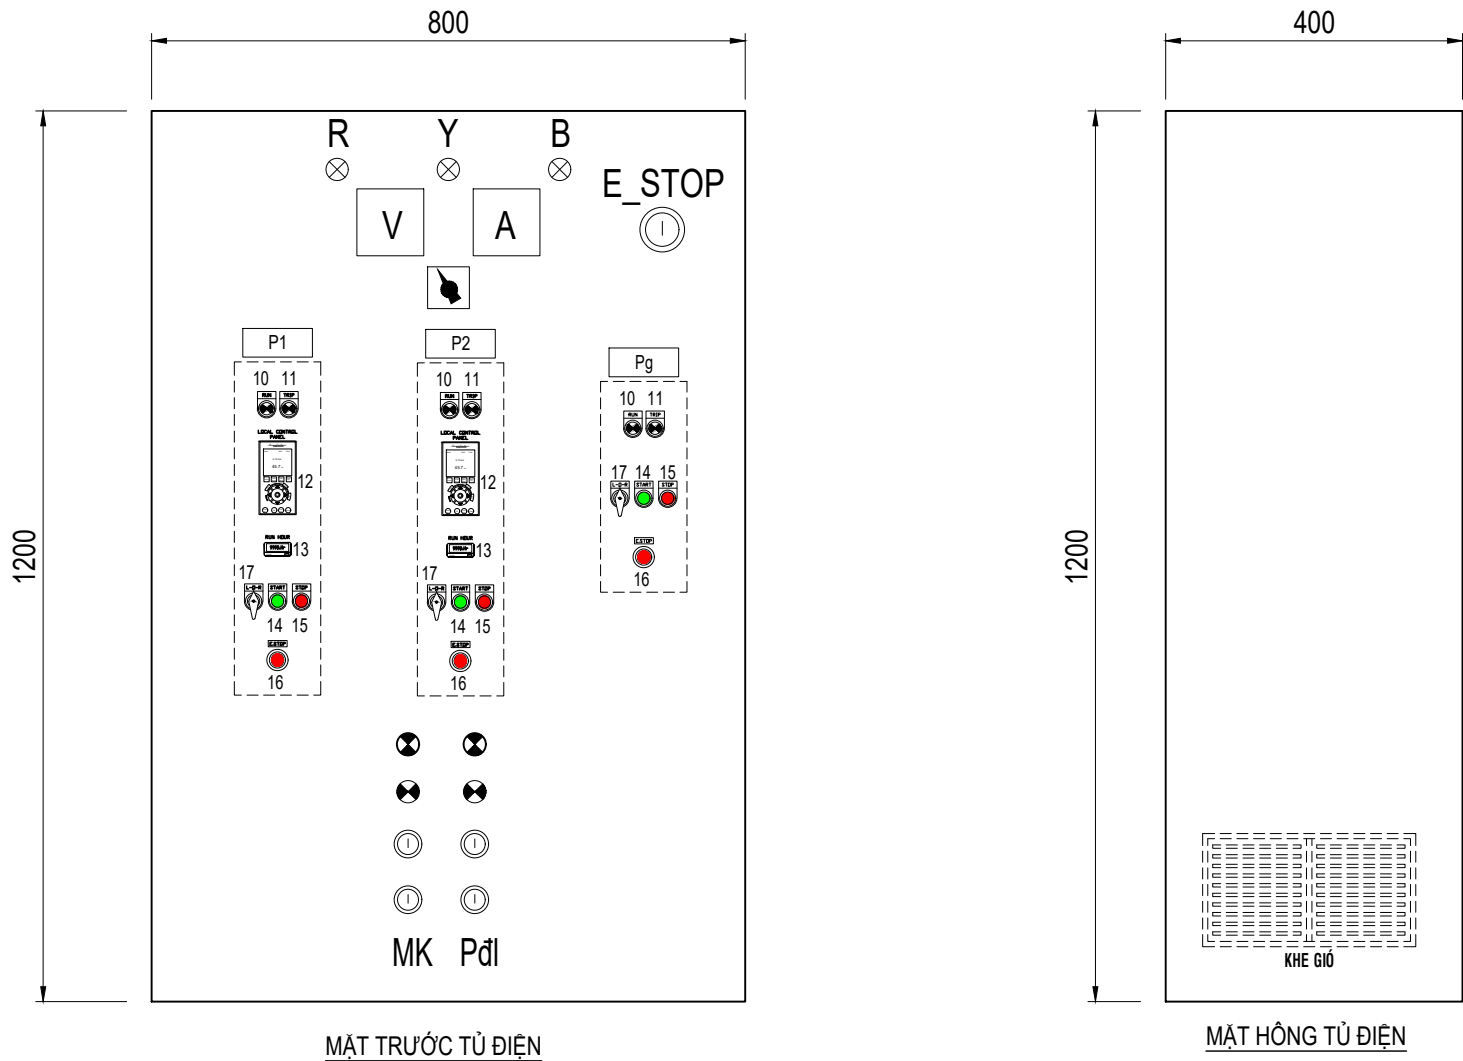 800
400
R Y B
E_STOP
V A
1200
1200
P1 P2 Pg
10 11
RUN TRIP
LOCAL CONTROL
PANEL
12
RUN HOUR
13
17
L-O-R START STOP
14 15
E.STOP
16
10 11
RUN TRIP
LOCAL CONTROL
PANEL
12
RUN HOUR
13
17
L-O-R START STOP
14 15
E.STOP
16
10 11
RUN TRIP
17 14 15
L-O-R START STOP
E.STOP
16
MK Pđl
KHE GIÓ
MẶT TRƯỚC TỦ ĐIỆN
MẶT HÔNG TỦ ĐIỆN